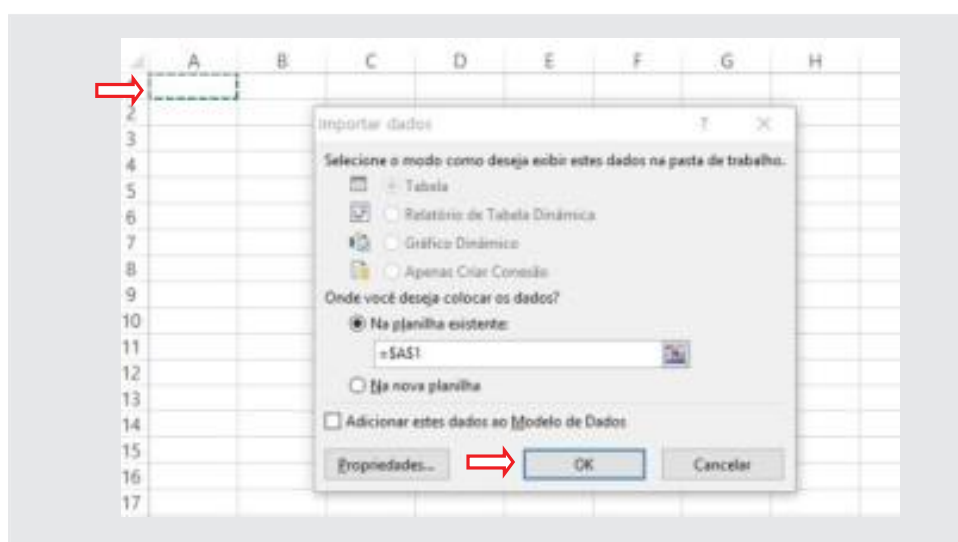 A B C D E F G H
2
3
4
5
6
7
8
9
10
11
12
13
14
15
16
17
Importar dados ? ×
Selecione o modo como deseja exibir estes dados na pasta de trabalho.
Tabela
Relatório de Tabela Dinâmica
Gráfico Dinâmico
Apenas Criar Conexão
Onde você deseja colocar os dados?
Na planilha existente:
=$A$1
Na nova planilha
Adicionar estes dados ao Modelo de Dados
Propriedades... OK Cancelar